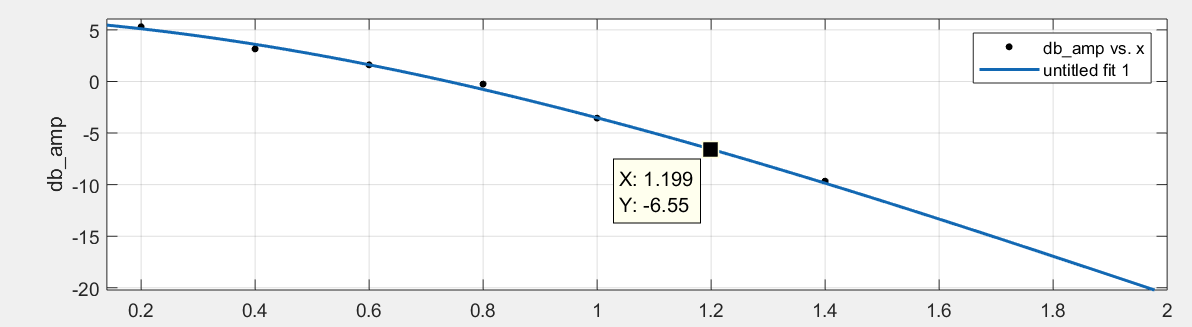 5
0
-5
-10
-15
-20
db_amp
db_amp vs. x
untitled fit 1
X: 1.199
Y: -6.55
0.2 0.4 0.6 0.8 1 1.2 1.4 1.6 1.8 2